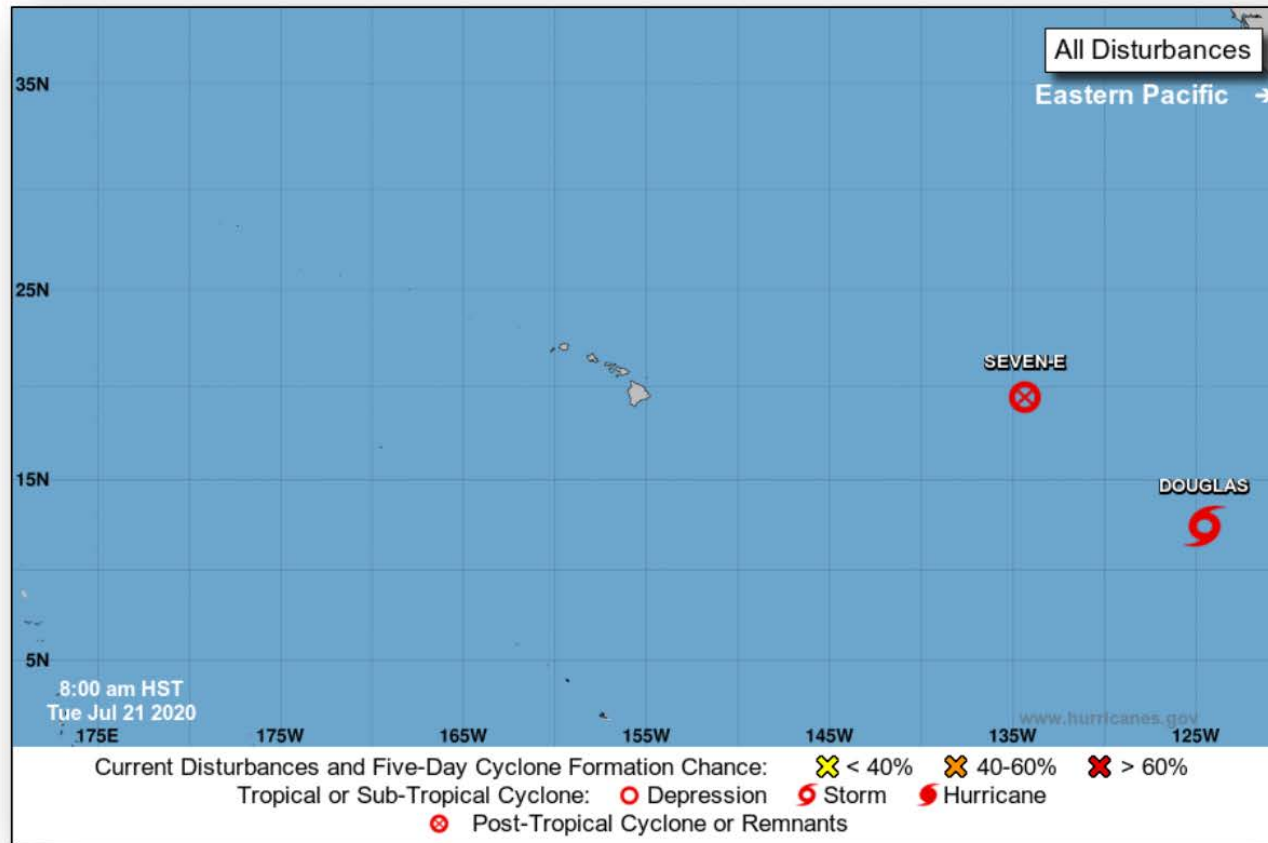 All Disturbances
35N
Eastern Pacific →
25N
SEVEN-E
DOUGLAS
15N
5N
8:00 am HST
Tue Jul 21 2020
www.hurricanes.gov
175E 175W 165W 155W 145W 135W 125W
Current Disturbances and Five-Day Cyclone Formation Chance: < 40% 40-60% > 60%
Tropical or Sub-Tropical Cyclone: Depression Storm Hurricane
Post-Tropical Cyclone or Remnants